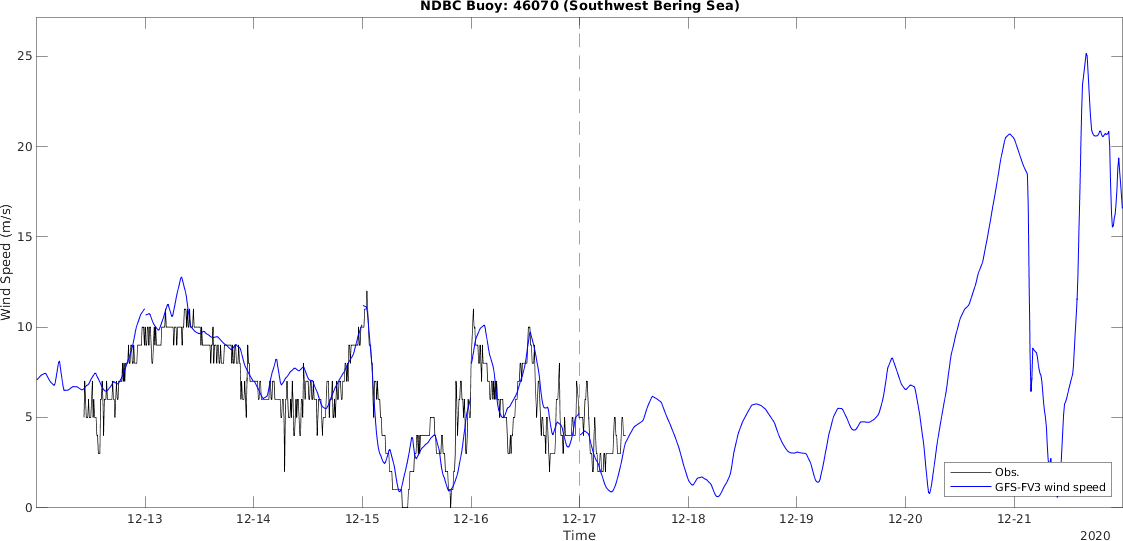 NDBC Buoy: 46070 (Southwest Bering Sea)
25
20
15
10
5
0
Wind Speed (m/s)
12-13 12-14 12-15 12-16 12-17 12-18 12-19 12-20 12-21
Time
2020
Obs.
GFS-FV3 wind speed